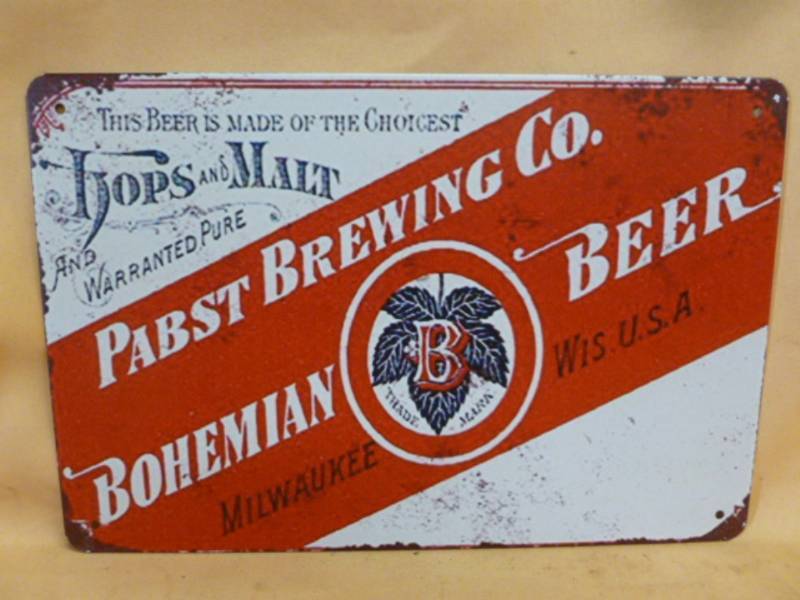 THIS BEER IS MADE OF THE CHOICEST
HOPS AND MALT
AND WARRANTED PURE
PABST BREWING CO.
BOHEMIAN BEER
B
TRADE MARK
MILWAUKEE WIS. U.S.A.